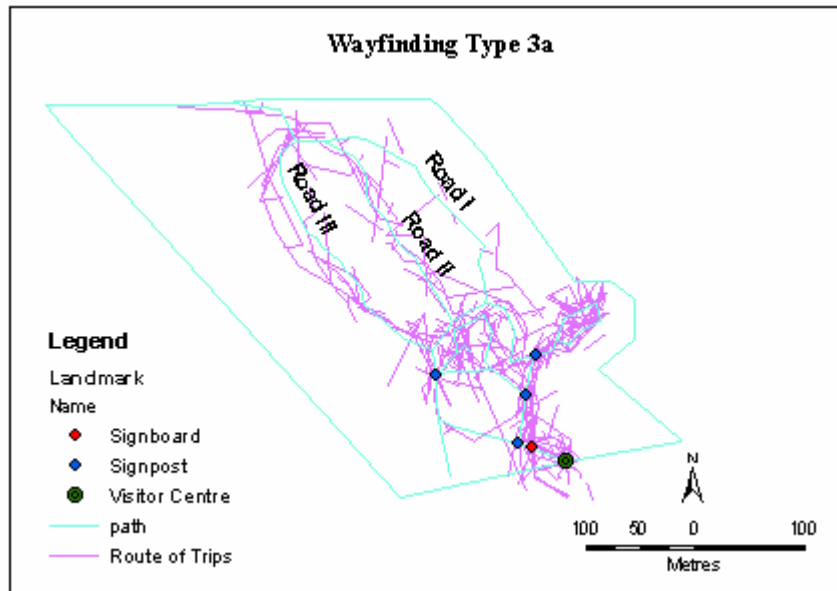 Wayfinding Type 3a
Road I
Road II
Road III
Legend
Landmark
Name
Signboard
Signpost
Visitor Centre
path
Route of Trips
N
100 50 0 100
Metres